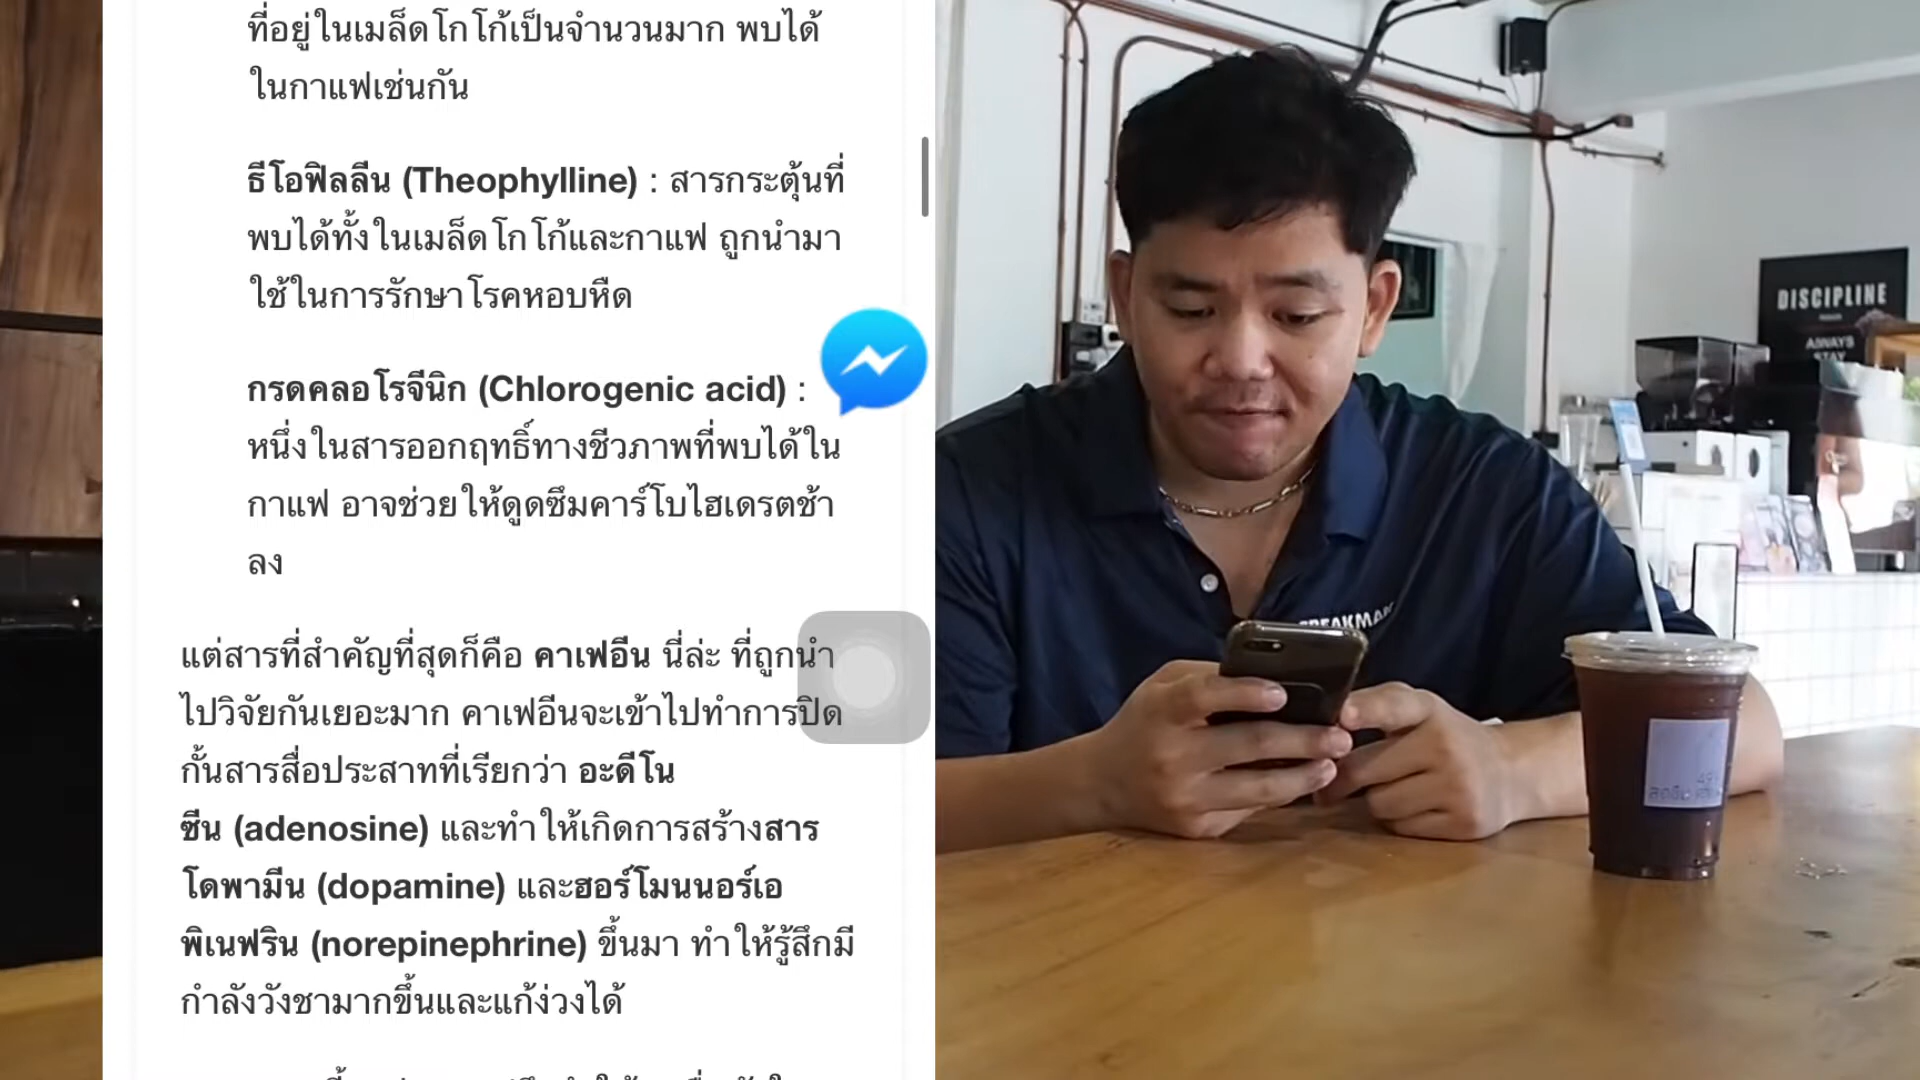 ที่อยู่ในเมล็ดโกโก้เป็นจำนวนมาก พบได้
ในกาแฟเช่นกัน
ธีโอฟิลลีน (Theophylline) : สารกระตุ้นที่
พบได้ทั้งในเมล็ดโกโก้และกาแฟ ถูกนำมา
ใช้ในการรักษาโรคหอบหืด
กรดคลอโรจีนิก (Chlorogenic acid) :
หนึ่งในสารออกฤทธิ์ทางชีวภาพที่พบได้ใน
กาแฟ อาจช่วยให้ดูดซึมคาร์โบไฮเดรตช้า
ลง
แต่สารที่สำคัญที่สุดก็คือ คาเฟอีน นี่ล่ะ ที่ถูกนำ
ไปวิจัยกันเยอะมาก คาเฟอีนจะเข้าไปทำการปิด
กั้นสารสื่อประสาทที่เรียกว่า อะดีโน
ซีน (adenosine) และทำให้เกิดการสร้างสาร
โดพามีน (dopamine) และฮอร์โมนนอร์เอ
พิเนฟริน (norepinephrine) ขึ้นมา ทำให้รู้สึกมี
กำลังวังชามากขึ้นและแก้ง่วงได้
DISCIPLINE
ALWAYS
STAY